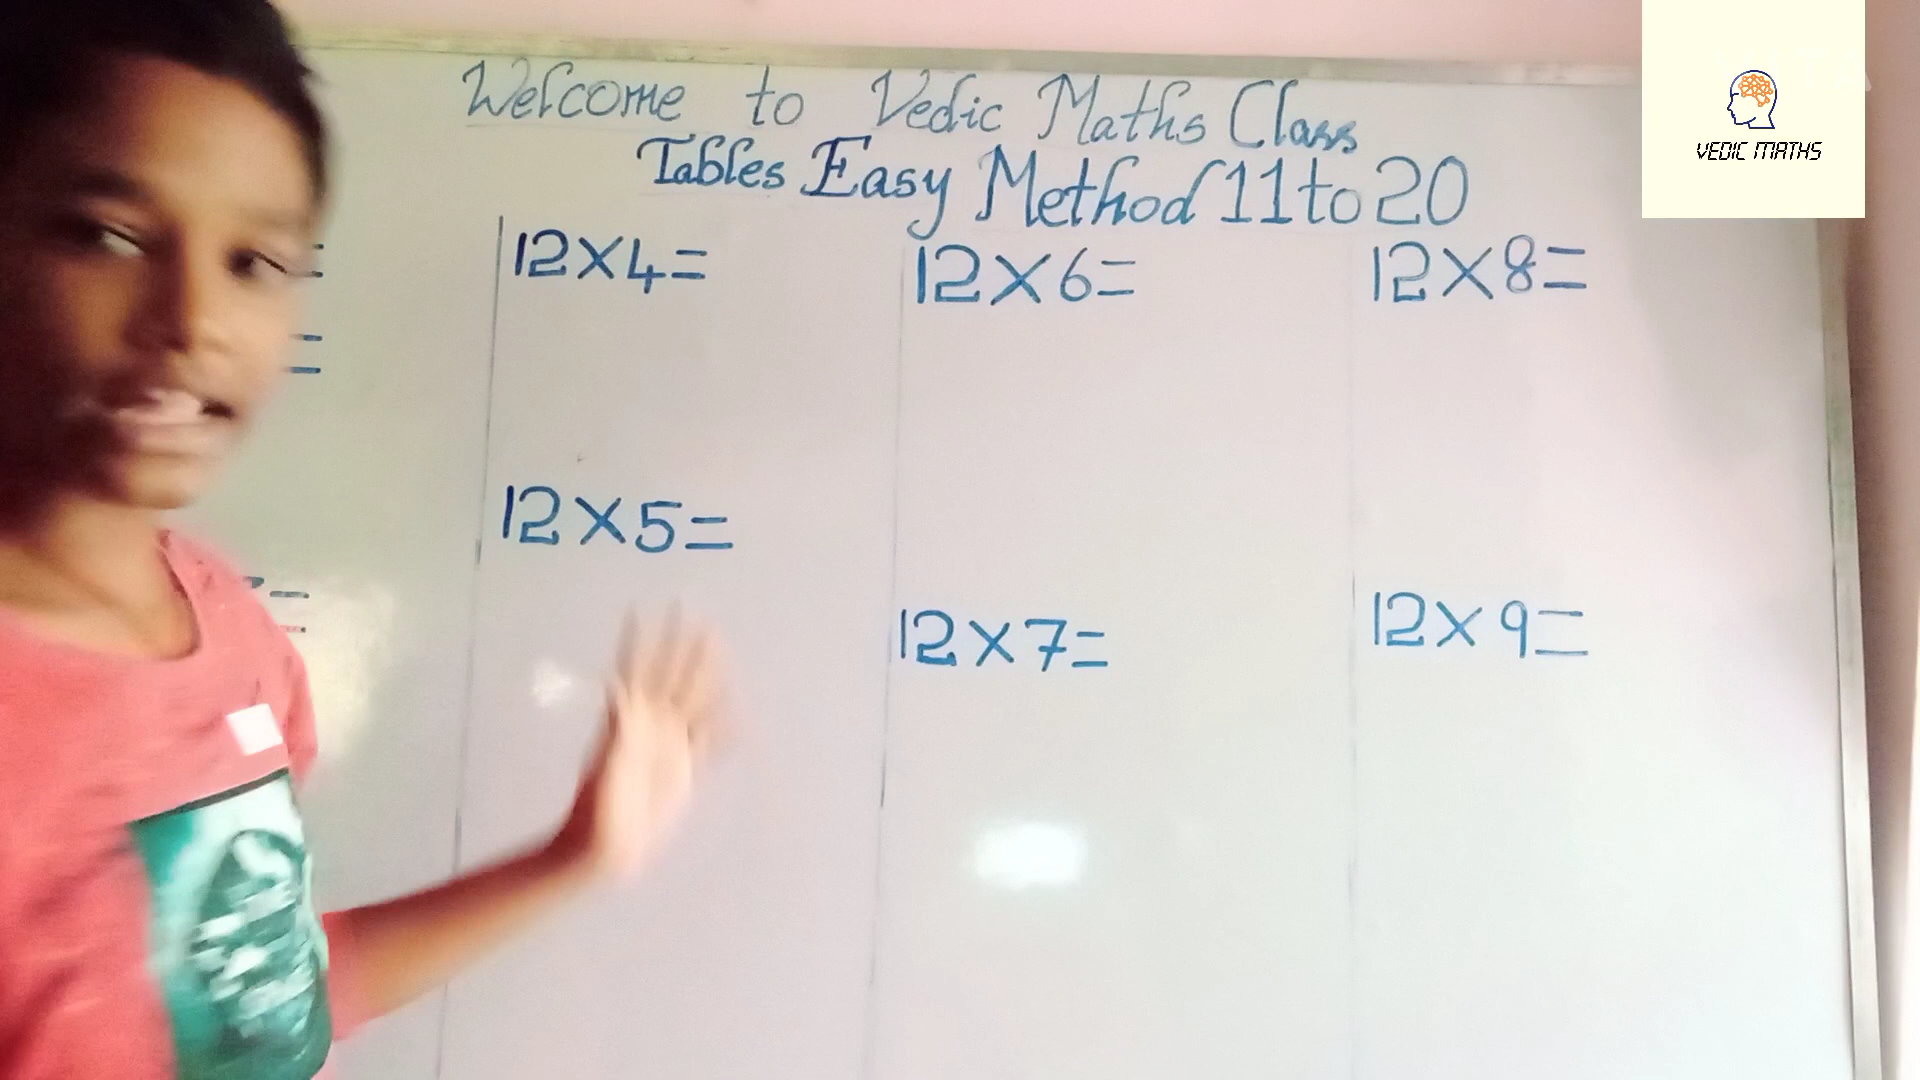 Welcome to Vedic Maths Class
Tables Easy Method 11 to 20
12×4=
12×6=
12×8=
12×5=
12×7=
12×9=
VEDIC MATHS